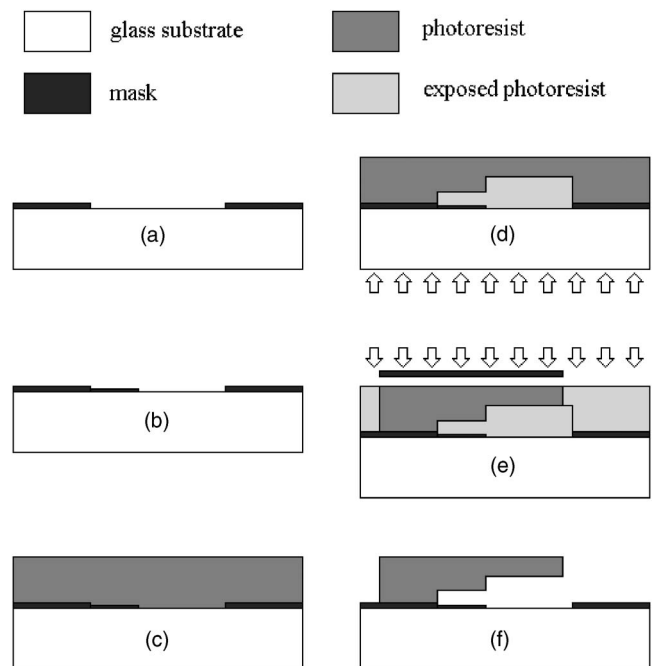 glass substrate
photoresist
mask
exposed photoresist
(a)
(d)
(b)
(e)
(c)
(f)